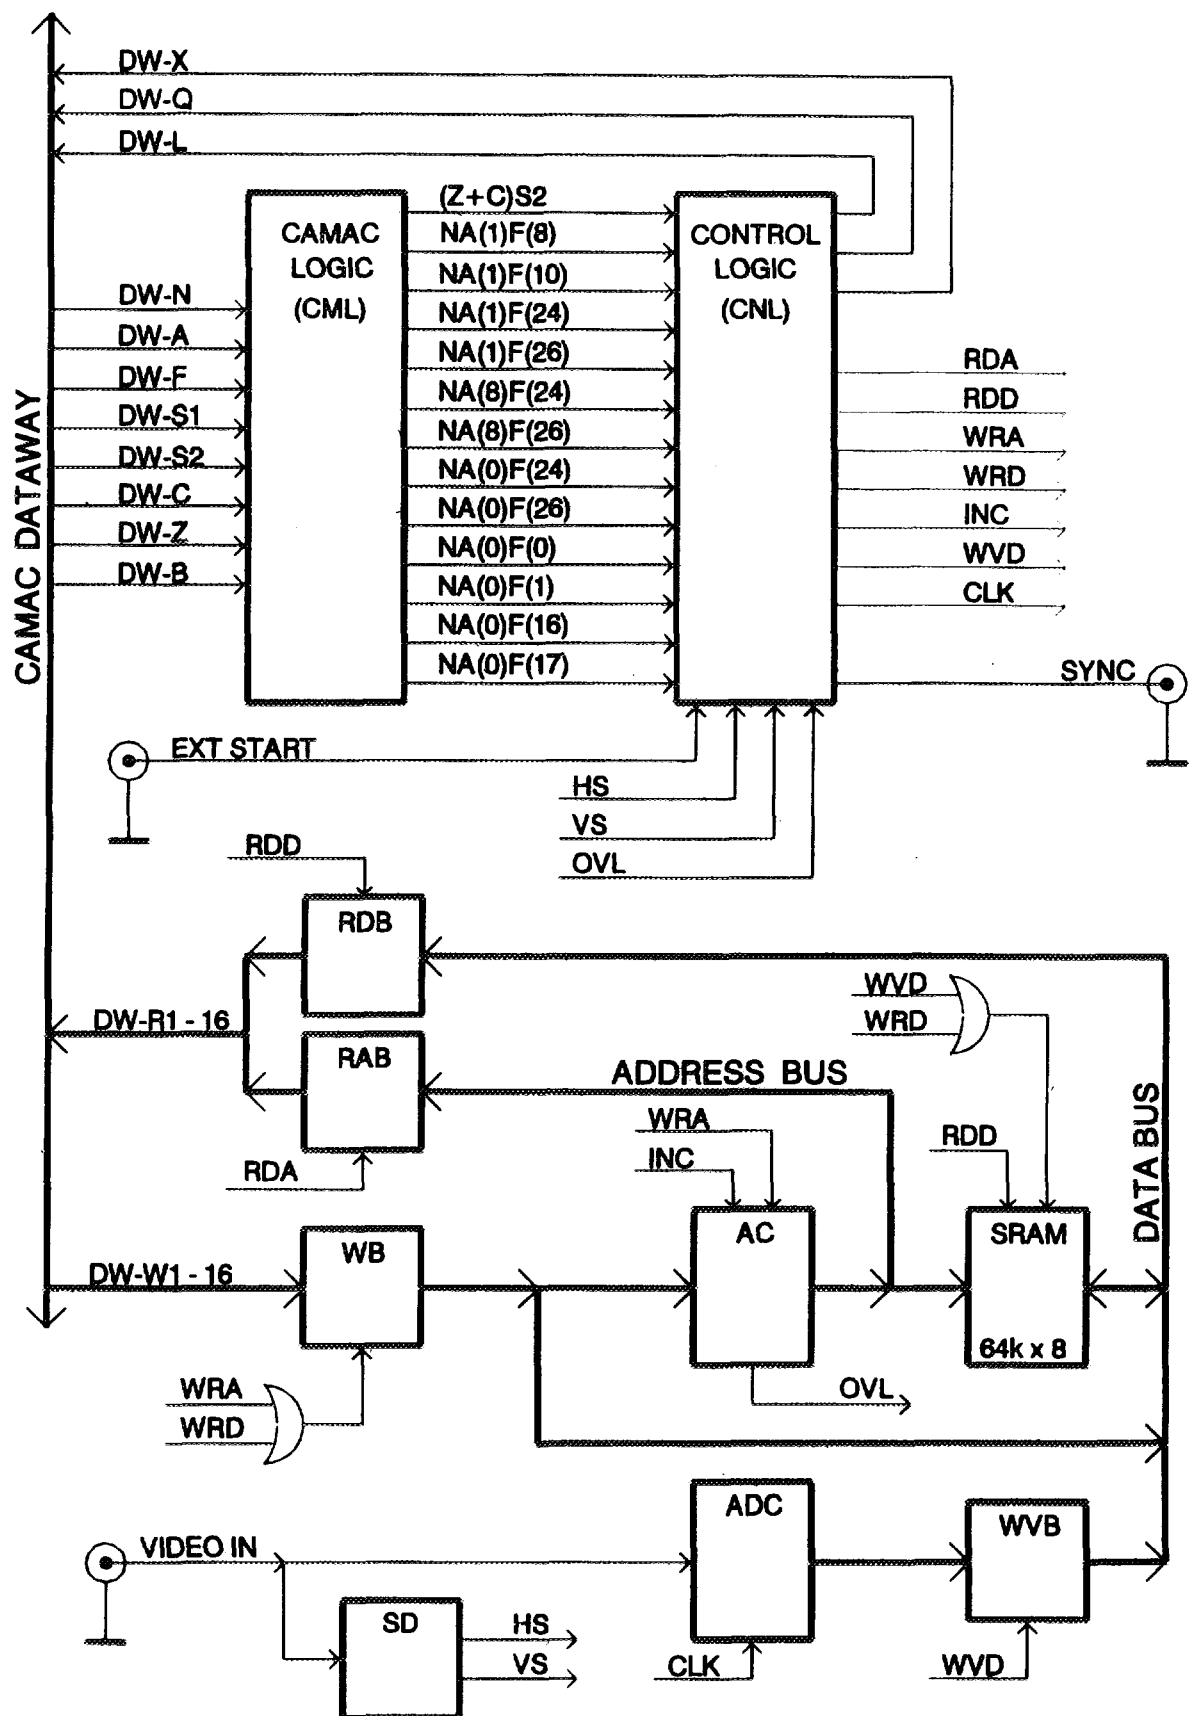 DW-X
DW-Q
DW-L
(Z+C)S2
NA(1)F(8)
NA(1)F(10)
NA(1)F(24)
NA(1)F(26)
NA(8)F(24)
NA(8)F(26)
NA(0)F(24)
NA(0)F(26)
NA(0)F(0)
NA(0)F(1)
NA(0)F(16)
NA(0)F(17)
CAMAC
LOGIC
(CML)
CONTROL
LOGIC
(CNL)
DW-N
DW-A
DW-F
DW-S1
DW-S2
DW-C
DW-Z
DW-B
CAMAC DATAWAY
RDA
RDD
WRA
WRD
INC
WVD
CLK
SYNC
EXT START
HS
VS
OVL
RDD
RDB
WVD
WRD
DW-R1 - 16
RAB
ADDRESS BUS
RDA
WRA
INC
RDD
DATA BUS
WB
AC
SRAM
64k x 8
DW-W1 - 16
WRA
WRD
OVL
ADC
WVB
VIDEO IN
SD
HS
VS
CLK
WVD